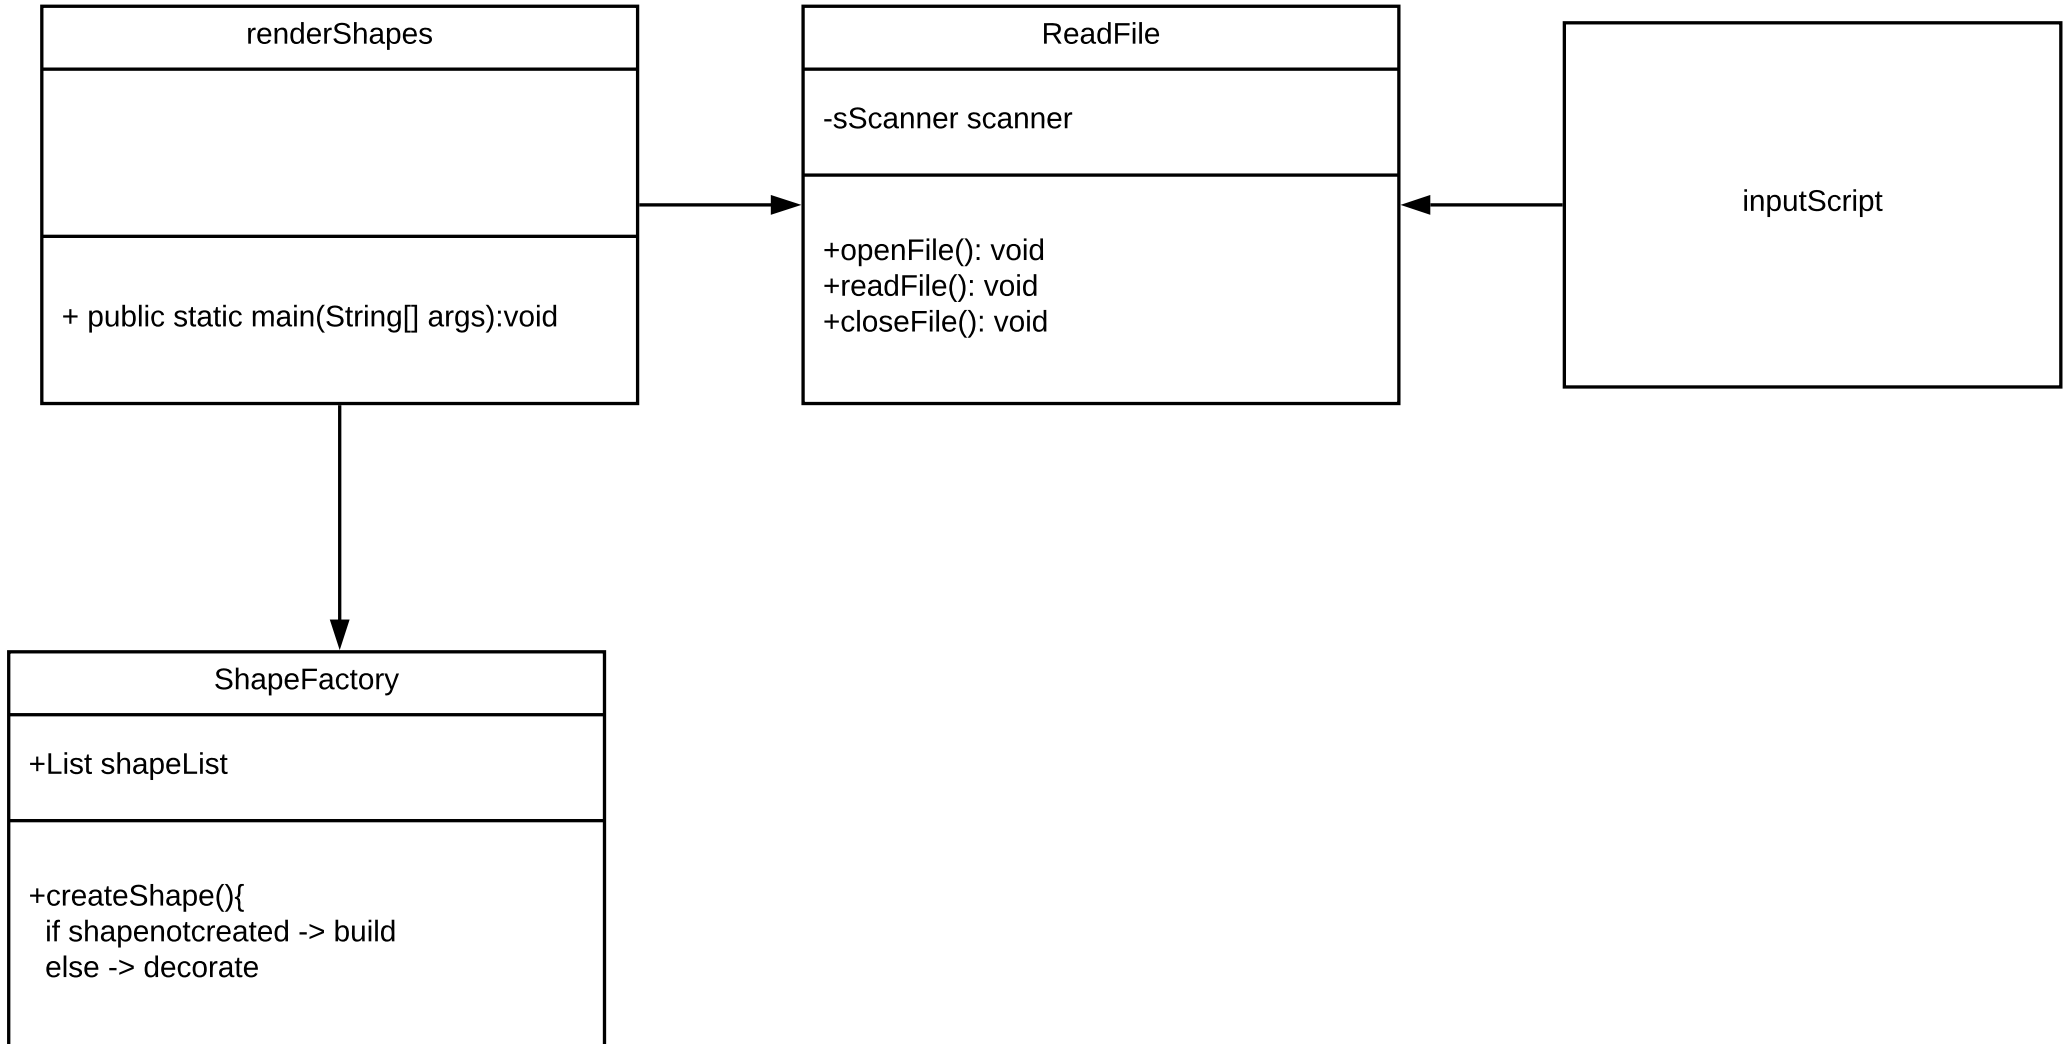 renderShapes
+ public static main(String[] args):void
ReadFile
-sScanner scanner
+openFile(): void
+readFile(): void
+closeFile(): void
inputScript
ShapeFactory
+List shapeList
+createShape(){
if shapenotcreated -> build
else -> decorate